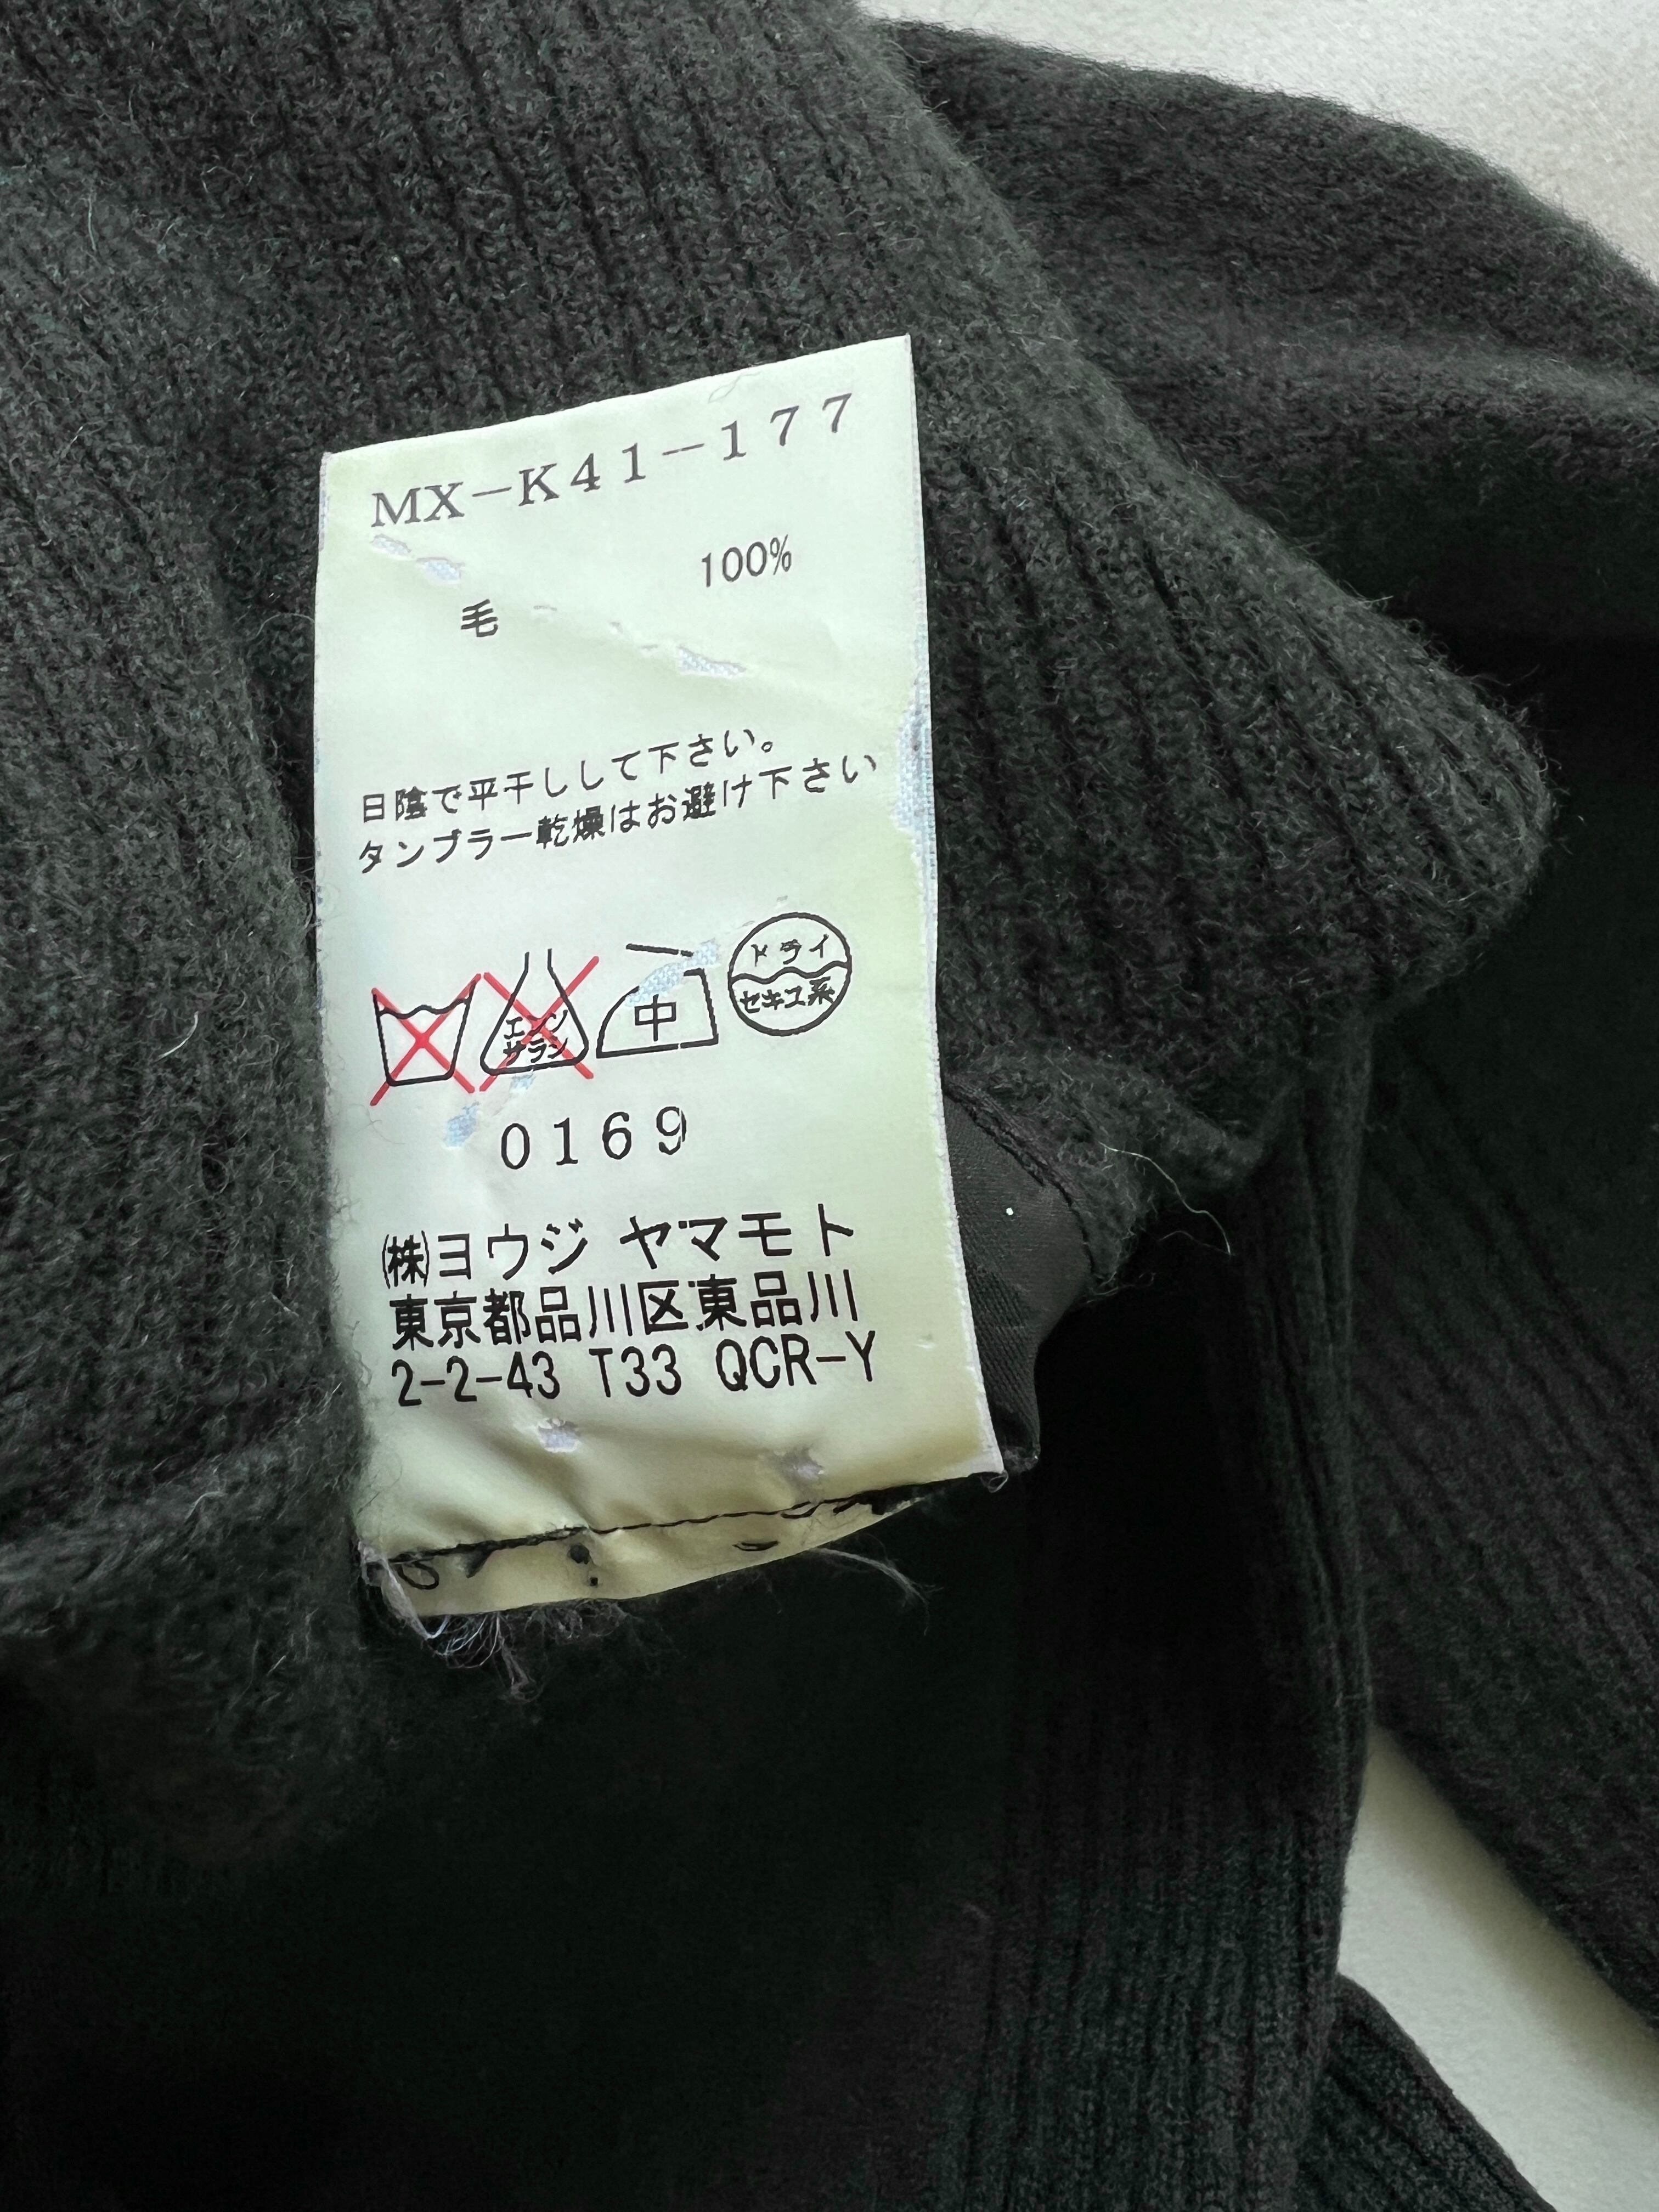 MX-K41-177
100%
毛
日陰で平干しして下さい。
タンブラー乾燥はお避け下さい
エンソ
サラシ
中
ドライ
セキユ系
0169
㈱ヨウジ ヤマモト
東京都品川区東品川
2-2-43 T33 QCR-Y